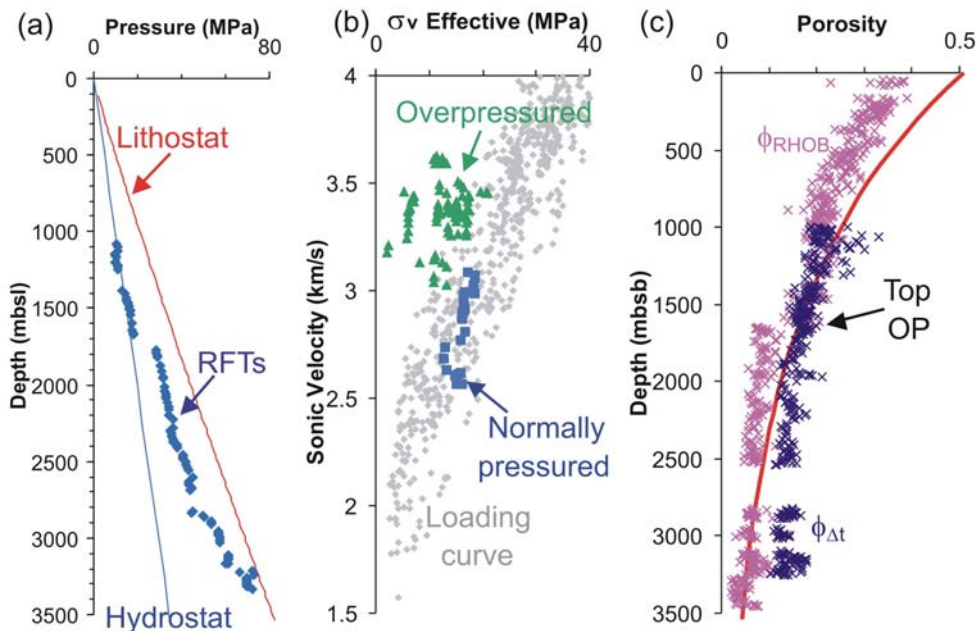 (a)
Pressure (MPa)
0
80
0
500
1000
1500
2000
2500
3000
3500
Depth (mbsl)
Lithostat
RFTs
Hydrostat
(b)
σv Effective (MPa)
0
20
40
4
3.5
3
2.5
2
1.5
Sonic Velocity (km/s)
Overpressured
Normally
pressured
Loading
curve
(c)
Porosity
0
0.5
0
500
1000
1500
2000
2500
3000
3500
Depth (mbsb)
ϕRHOB
Top
OP
ϕΔt